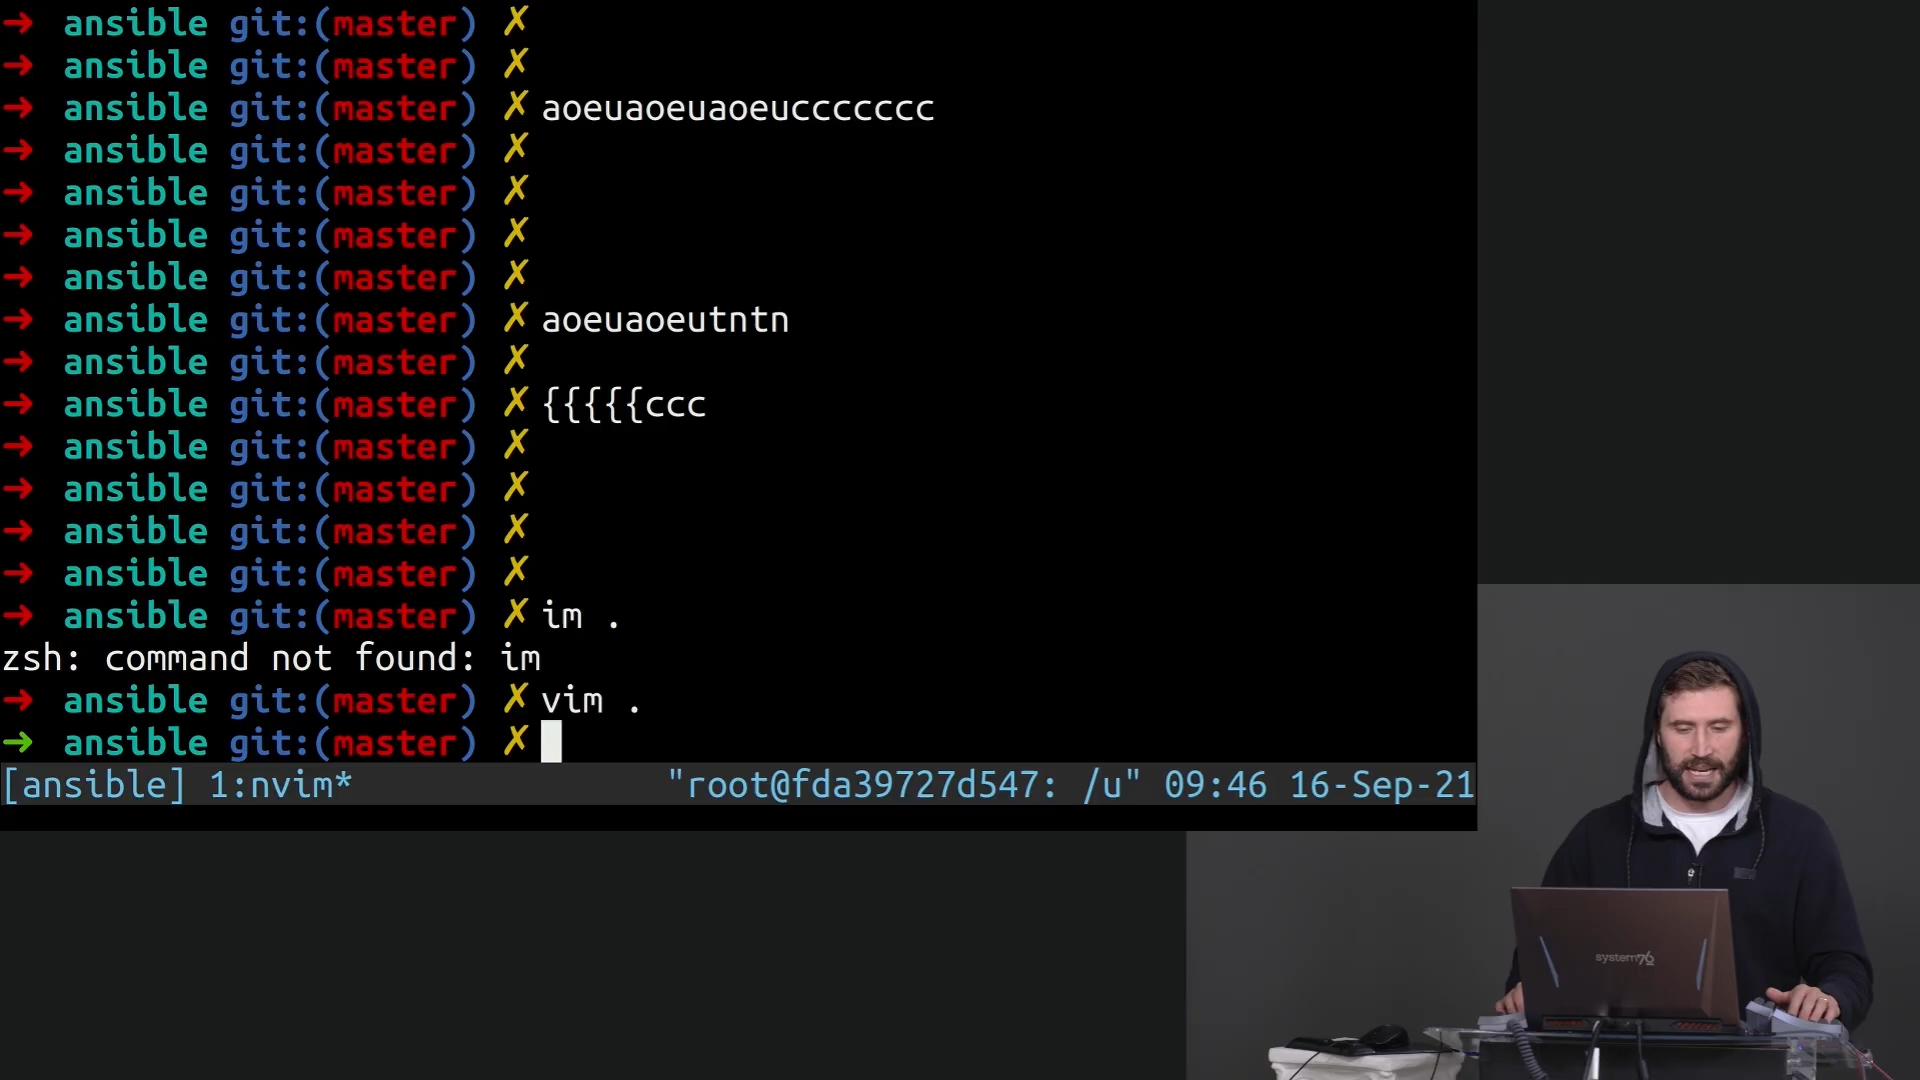 ➜ ansible git:(master) ✗
➜ ansible git:(master) ✗
➜ ansible git:(master) ✗ aoeuaoeuaoeuccccccc
➜ ansible git:(master) ✗
➜ ansible git:(master) ✗
➜ ansible git:(master) ✗
➜ ansible git:(master) ✗
➜ ansible git:(master) ✗ aoeuaoeutntn
➜ ansible git:(master) ✗
➜ ansible git:(master) ✗ {{{{{ccc
➜ ansible git:(master) ✗
➜ ansible git:(master) ✗
➜ ansible git:(master) ✗
➜ ansible git:(master) ✗
➜ ansible git:(master) ✗ im .
zsh: command not found: im
➜ ansible git:(master) ✗ vim .
➜ ansible git:(master) ✗
[ansible] 1:nvim* "root@fda39727d547: /u" 09:46 16-Sep-21
system76